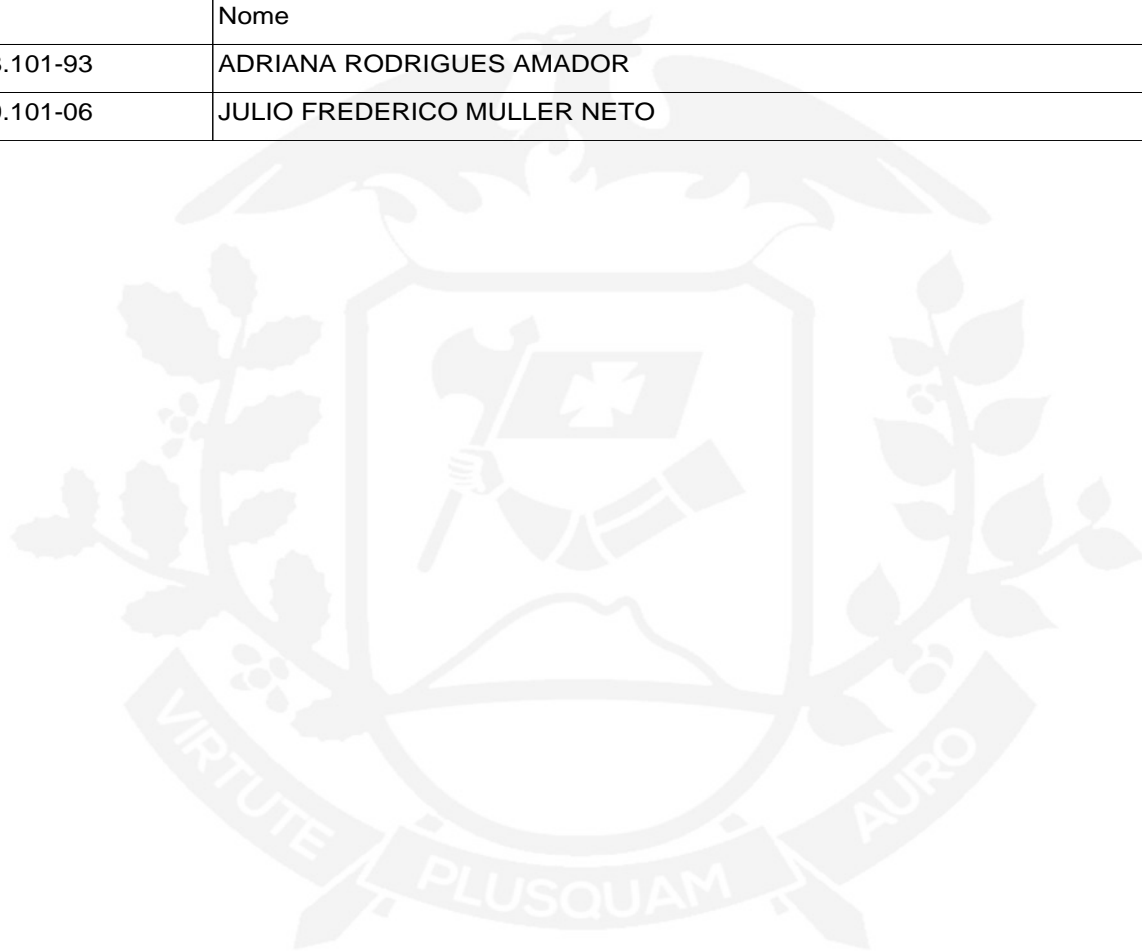 Nome
.101-93 ADRIANA RODRIGUES AMADOR
.101-06 JULIO FREDERICO MULLER NETO
VIRTUTE PLUSQUAM AURO